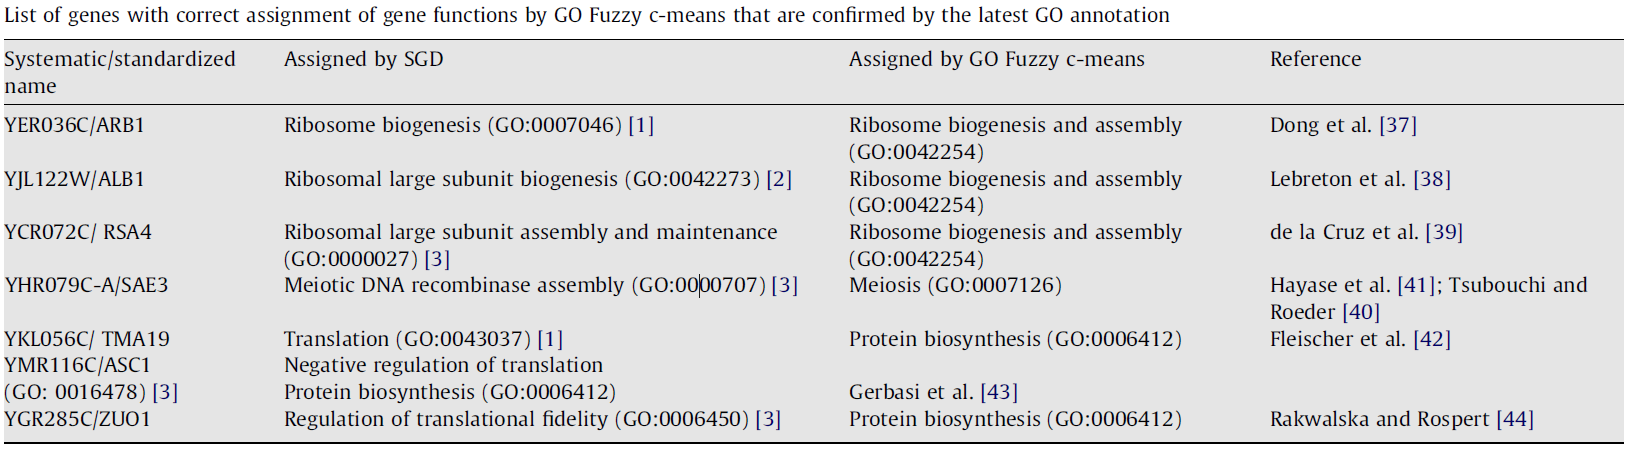 List of genes with correct assignment of gene functions by GO Fuzzy c-means that are confirmed by the latest GO annotation
Systematic/standardized name Assigned by SGD Assigned by GO Fuzzy c-means Reference
YER036C/ARB1 Ribosome biogenesis (GO:0007046) [1] Ribosome biogenesis and assembly Dong et al. [37]
(GO:0042254)
YJL122W/ALB1 Ribosomal large subunit biogenesis (GO:0042273) [2] Ribosome biogenesis and assembly Lebreton et al. [38]
(GO:0042254)
YCR072C/ RSA4 Ribosomal large subunit assembly and maintenance Ribosome biogenesis and assembly de la Cruz et al. [39]
(GO:0000027) [3] (GO:0042254)
YHR079C-A/SAE3 Meiotic DNA recombinase assembly (GO:0000707) [3] Meiosis (GO:0007126) Hayase et al. [41]; Tsubouchi and
Roeder [40]
YKL056C/ TMA19 Translation (GO:0043037) [1] Protein biosynthesis (GO:0006412) Fleischer et al. [42]
YMR116C/ASC1 Negative regulation of translation
(GO: 0016478) [3] Protein biosynthesis (GO:0006412) Gerbasi et al. [43]
YGR285C/ZUO1 Regulation of translational fidelity (GO:0006450) [3] Protein biosynthesis (GO:0006412) Rakwalska and Rospert [44]